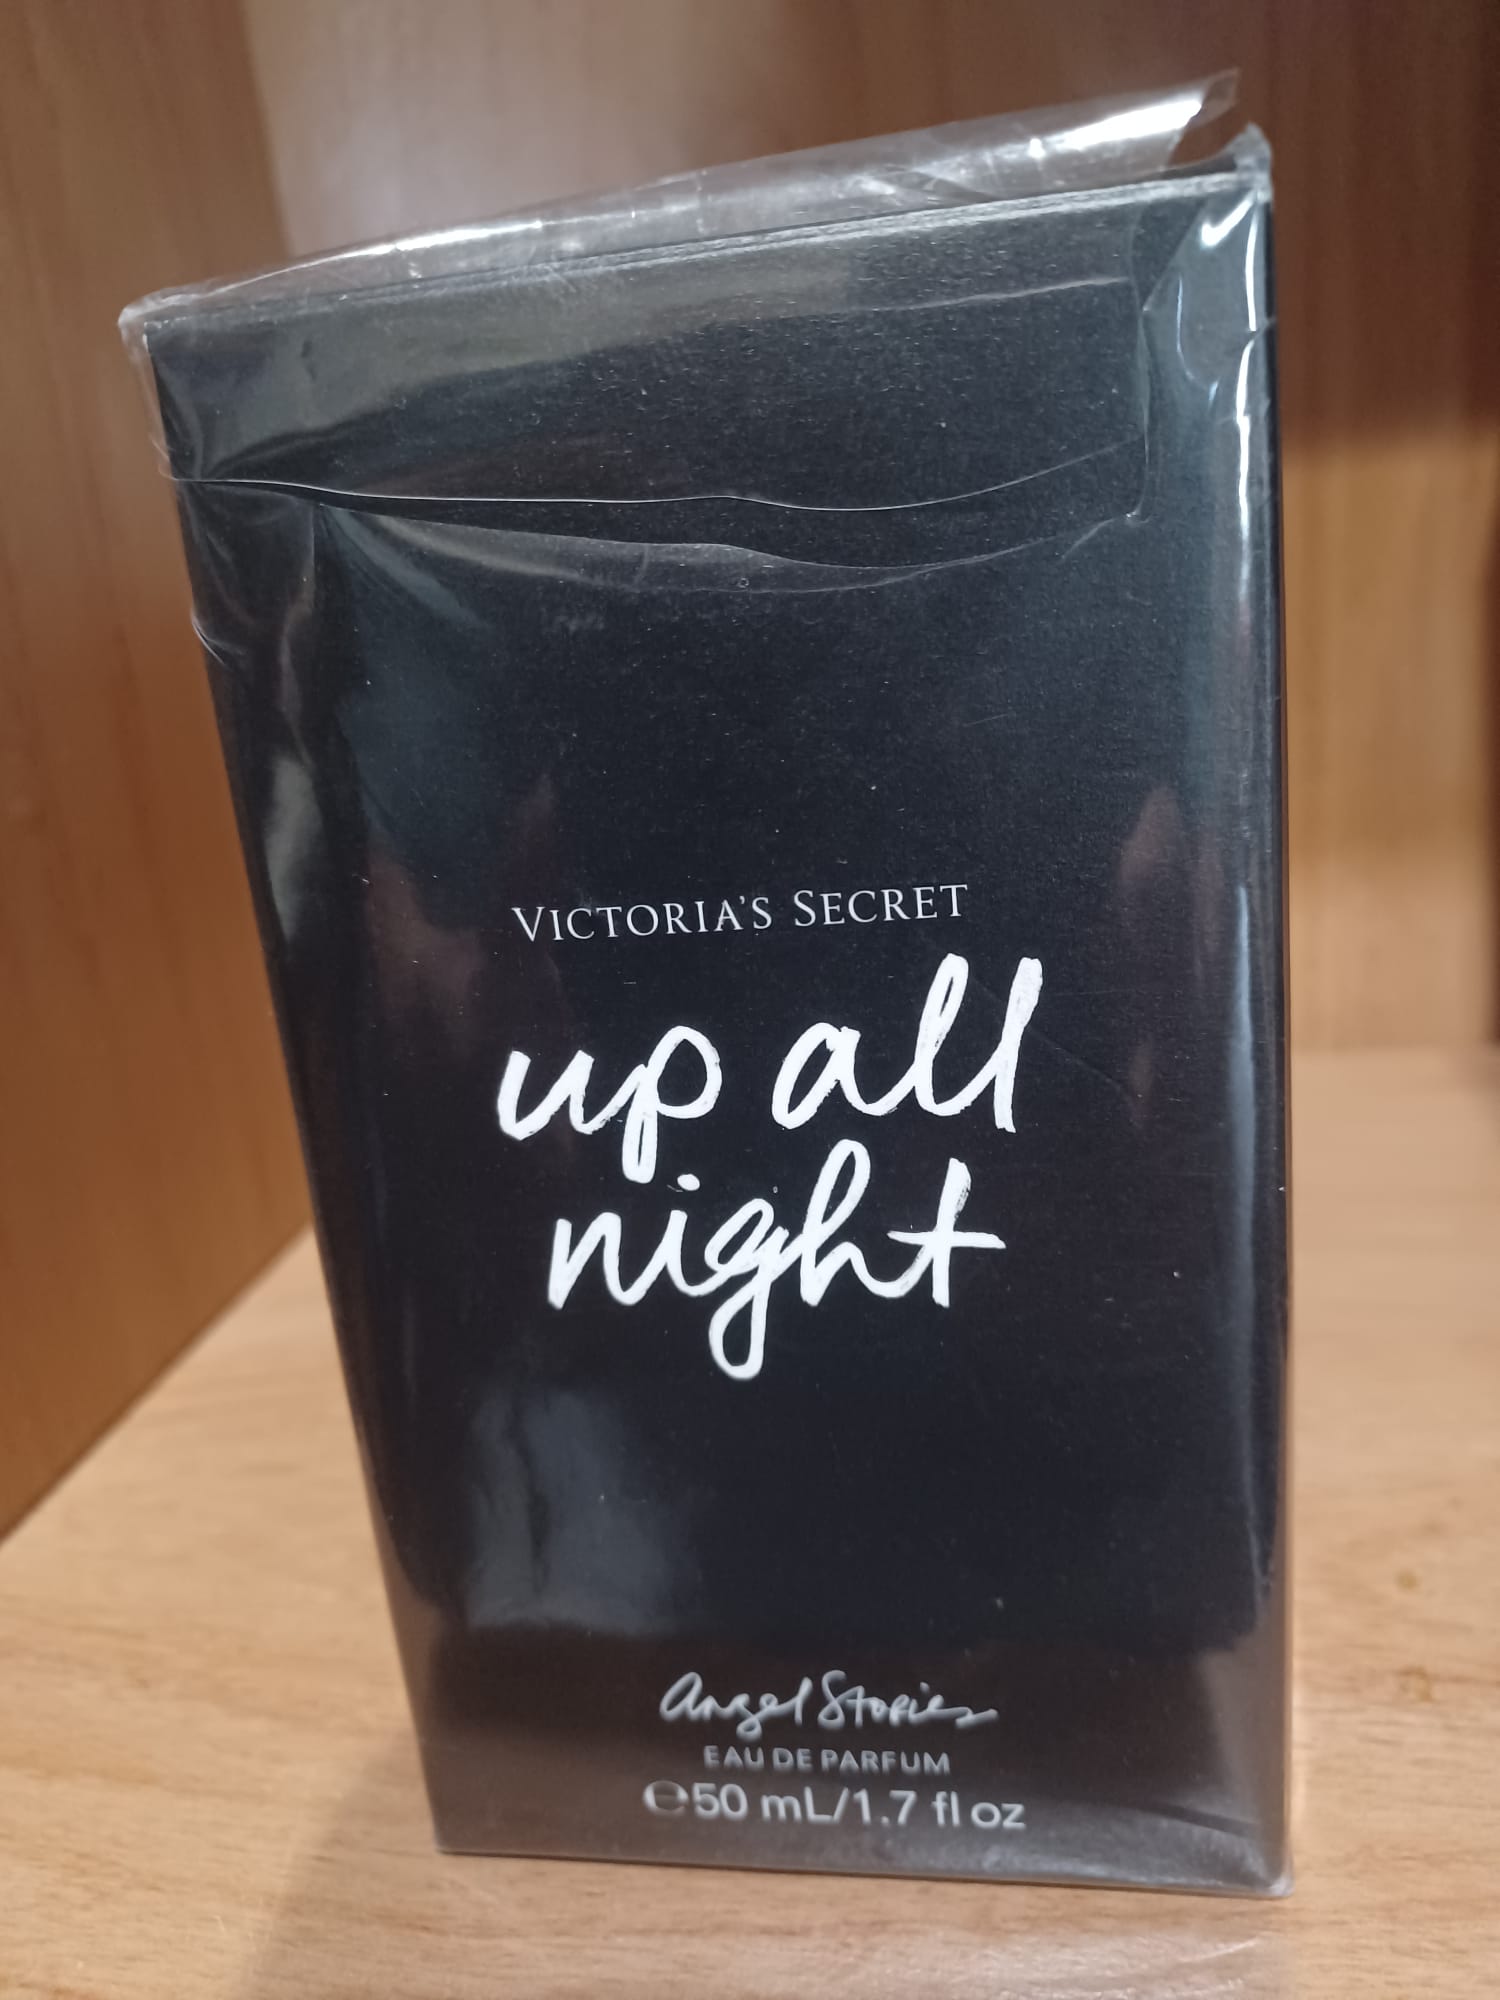 VICTORIA'S SECRET
up all
night
Angel Stories
EAU DE PARFUM
℮50 mL/1.7 fl oz